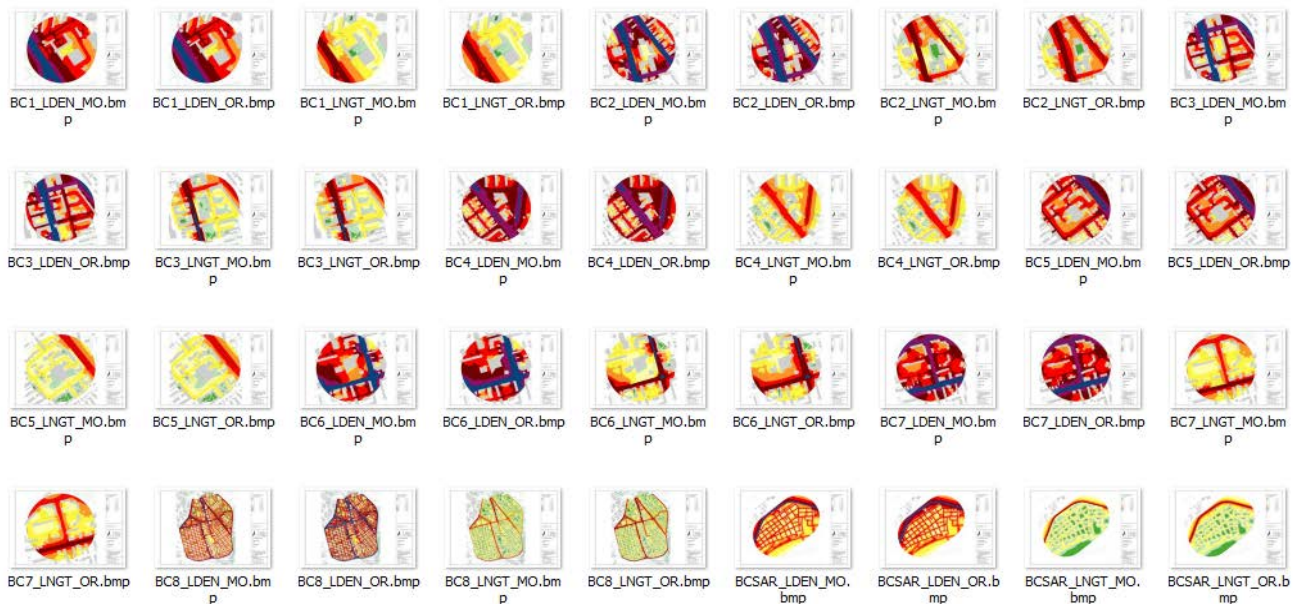 BC1_LDEN_MO.bm BC1_LDEN_OR.bmp BC1_LNGT_MO.bm BC1_LNGT_OR.bmp BC2_LDEN_MO.bm BC2_LDEN_OR.bmp BC2_LNGT_MO.bm BC2_LNGT_OR.bmp BC3_LDEN_MO.bm
p p p p p
BC3_LDEN_OR.bmp BC3_LNGT_MO.bm BC3_LNGT_OR.bmp BC4_LDEN_MO.bm BC4_LDEN_OR.bmp BC4_LNGT_MO.bm BC4_LNGT_OR.bmp BC5_LDEN_MO.bm BC5_LDEN_OR.bmp
p p p p
BC5_LNGT_MO.bm BC5_LNGT_OR.bmp BC6_LDEN_MO.bm BC6_LDEN_OR.bmp BC6_LNGT_MO.bm BC6_LNGT_OR.bmp BC7_LDEN_MO.bm BC7_LDEN_OR.bmp BC7_LNGT_MO.bm
p p p p p
BC7_LNGT_OR.bmp BC8_LDEN_MO.bm BC8_LDEN_OR.bmp BC8_LNGT_MO.bm BC8_LNGT_OR.bmp BCSAR_LDEN_MO. BCSAR_LDEN_OR.b BCSAR_LNGT_MO. BCSAR_LNGT_OR.b
p p bmp mp bmp mp